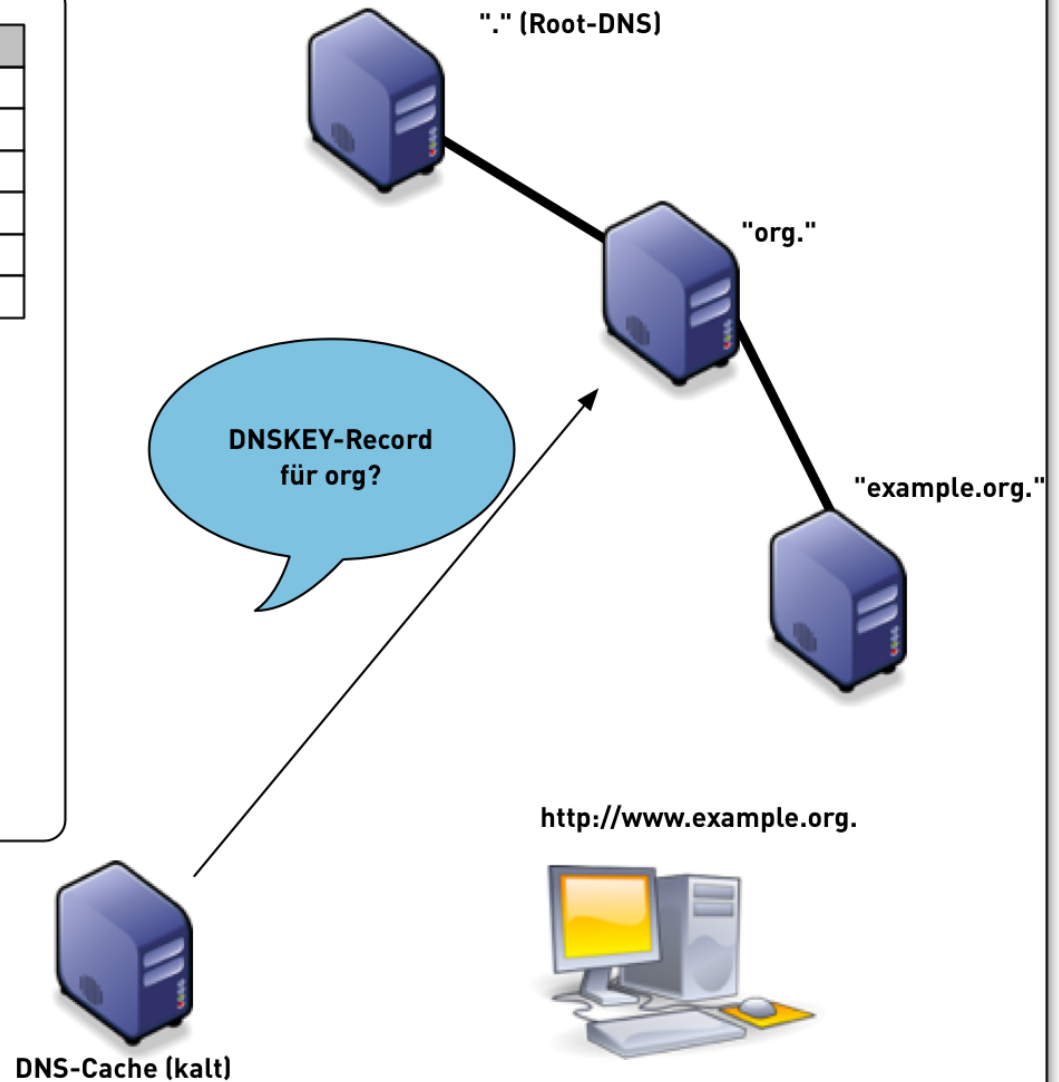 "." (Root-DNS)
"org."
DNSKEY-Record
für org?
"example.org."
http://www.example.org.
DNS-Cache (kalt)